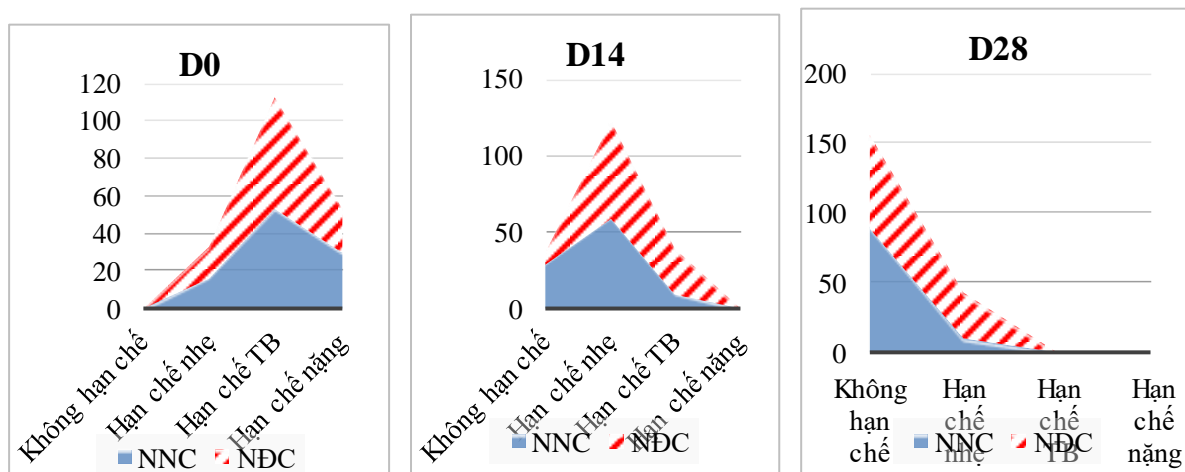 D0
120
100
80
60
40
20
0
Không hạn chế
Hạn chế nhẹ
Hạn chế TB
Hạn chế nặng
NNC NĐC
D14
150
100
50
0
Không hạn chế
Hạn chế nhẹ
Hạn chế TB
Hạn chế nặng
NNC NĐC
D28
200
150
100
50
0
Không hạn chế
Hạn chế nhẹ
Hạn chế TB
Hạn chế nặng
NNC NĐC